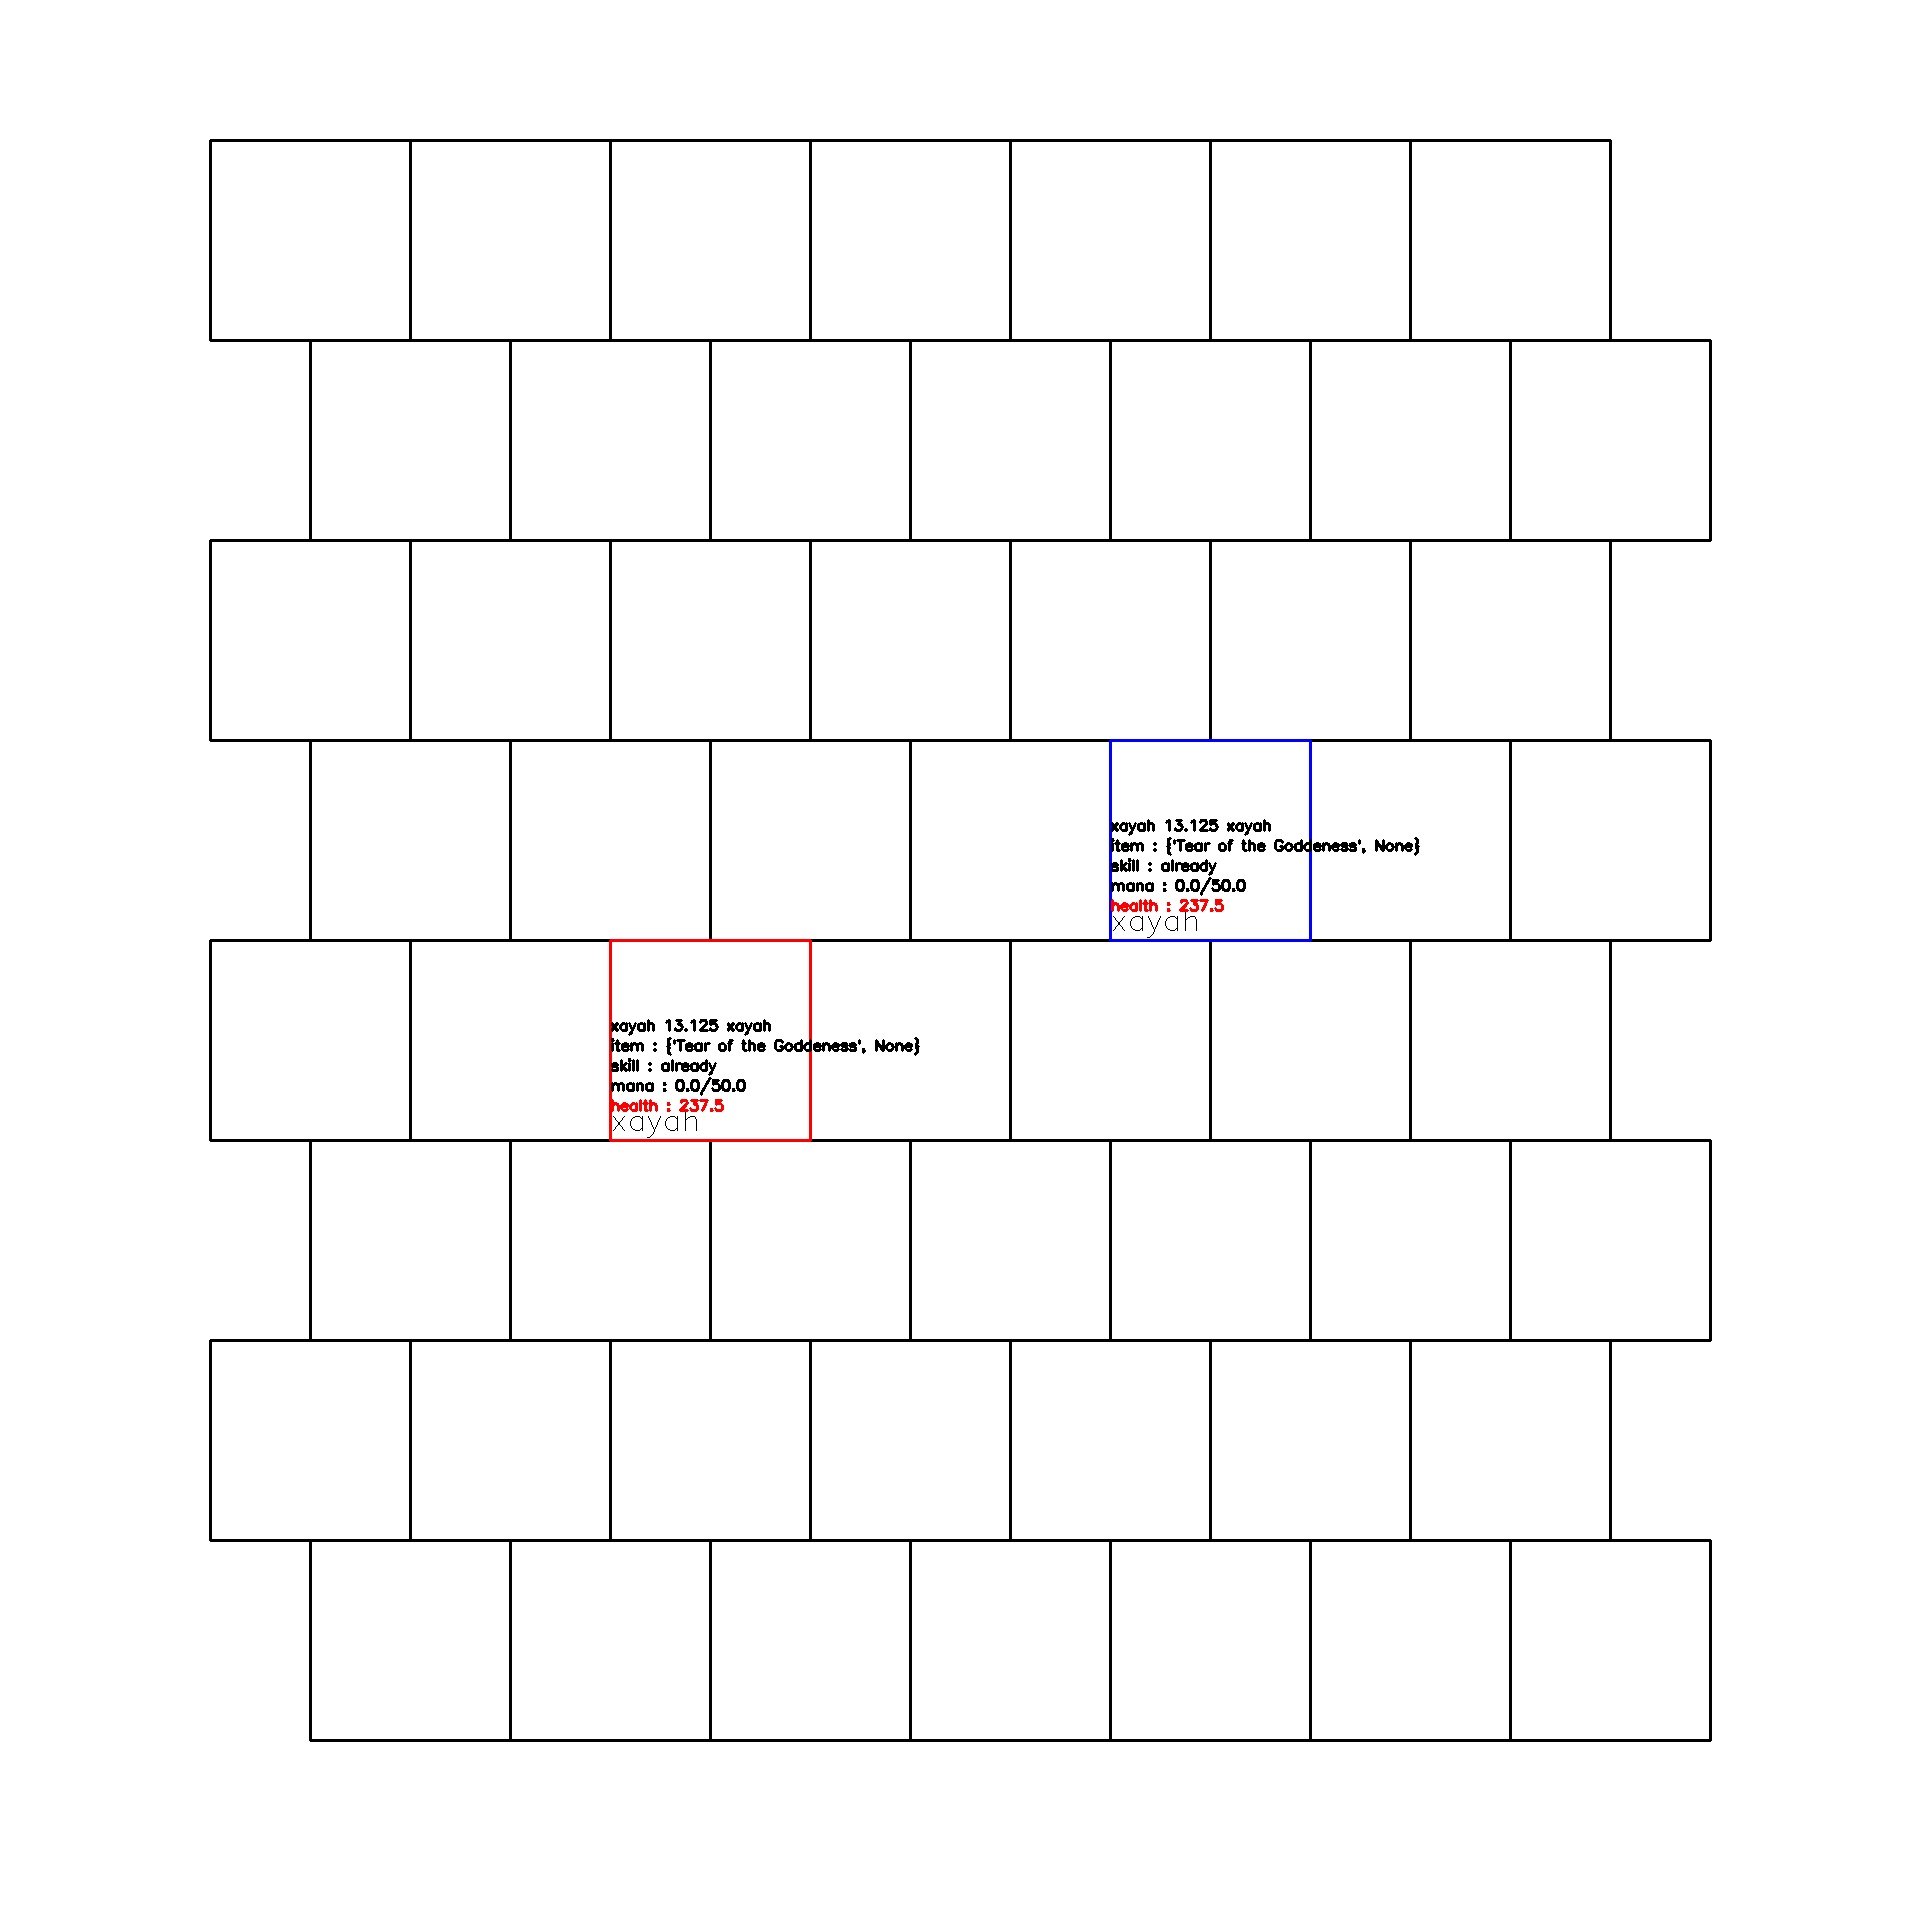 xayah 13.125 xayah
item : {'Tear of the Goddeness', None}
skill : already
mana : 0.0/50.0
health : 237.5
xayah
xayah 13.125 xayah
item : {'Tear of the Goddeness', None}
skill : already
mana : 0.0/50.0
health : 237.5
xayah